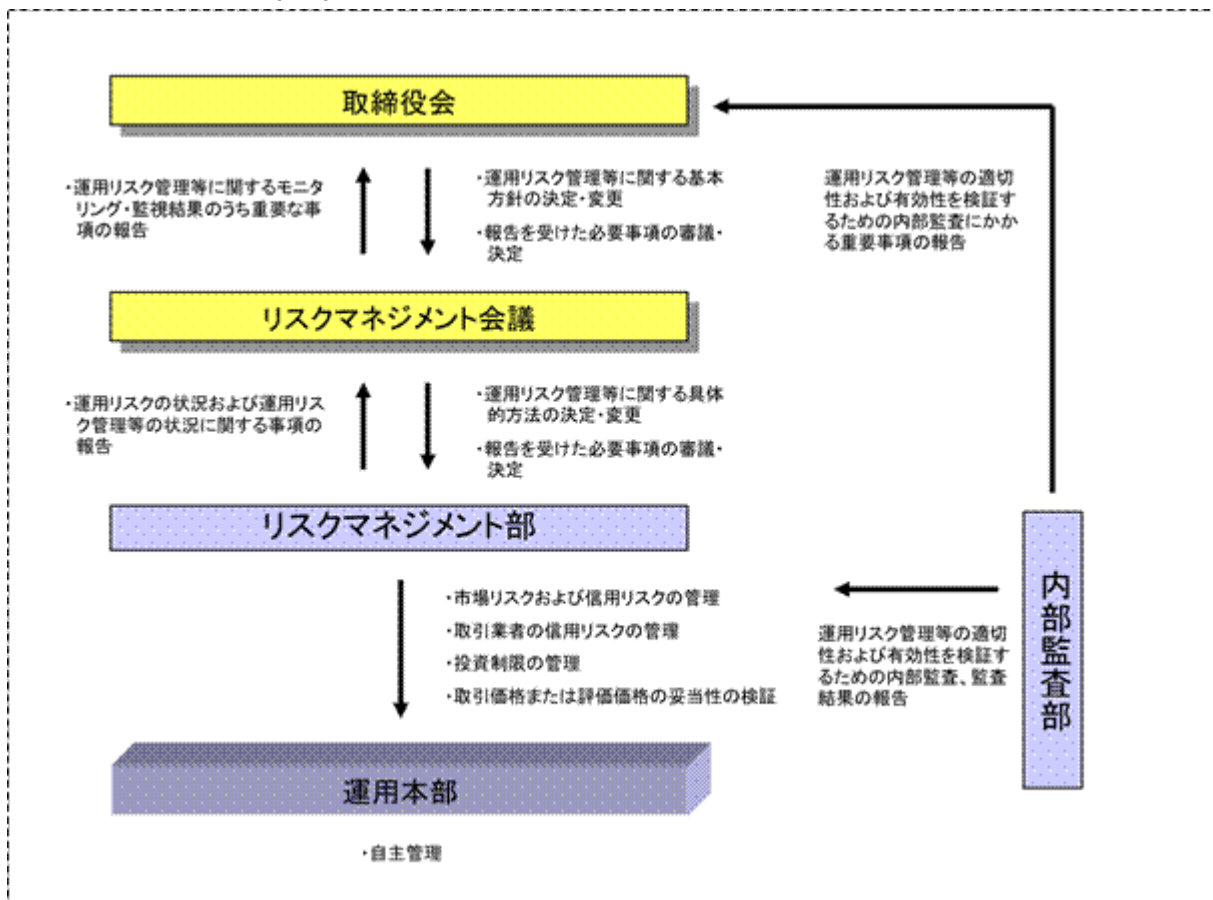 取締役会
・運用リスク管理等に関するモニ
タリング・監視結果のうち重要な事
項の報告
・運用リスク管理等に関する基本
方針の決定・変更
・報告を受けた必要事項の審議・
決定
運用リスク管理等の適切
性および有効性を検証す
るための内部監査にかか
る重要事項の報告
リスクマネジメント会議
・運用リスクの状況および運用リス
ク管理等の状況に関する事項の
報告
・運用リスク管理等に関する具体
的方法の決定・変更
・報告を受けた必要事項の審議・
決定
リスクマネジメント部
・市場リスクおよび信用リスクの管理
・取引業者の信用リスクの管理
・投資制限の管理
・取引価格または評価価格の妥当性の検証
運用リスク管理等の適切
性および有効性を検証す
るための内部監査、監査
結果の報告
内部監査部
運用本部
・自主管理